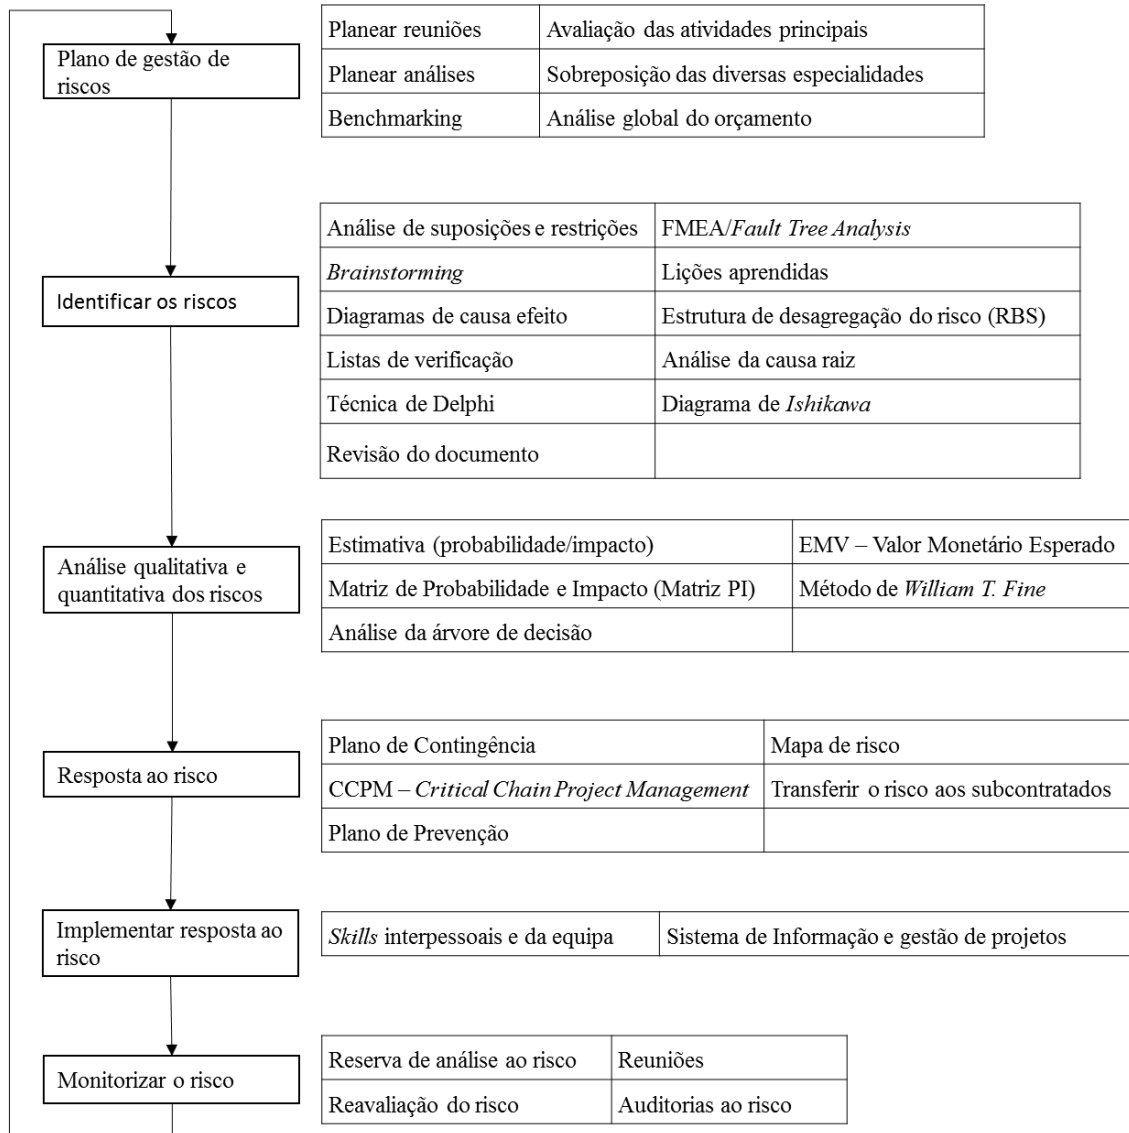 Plano de gestão de
riscos
Planear reuniões
Avaliação das atividades principais
Planear análises
Sobreposição das diversas especialidades
Benchmarking
Análise global do orçamento
Identificar os riscos
Análise de suposições e restrições
FMEA/Fault Tree Analysis
Brainstorming
Lições aprendidas
Diagramas de causa efeito
Estrutura de desagregação do risco (RBS)
Listas de verificação
Análise da causa raiz
Técnica de Delphi
Diagrama de Ishikawa
Revisão do documento
Análise qualitativa e
quantitativa dos riscos
Estimativa (probabilidade/impacto)
EMV – Valor Monetário Esperado
Matriz de Probabilidade e Impacto (Matriz PI)
Método de William T. Fine
Análise da árvore de decisão
Resposta ao risco
Plano de Contingência
Mapa de risco
CCPM – Critical Chain Project Management
Transferir o risco aos subcontratados
Plano de Prevenção
Implementar resposta ao
risco
Skills interpessoais e da equipa
Sistema de Informação e gestão de projetos
Monitorizar o risco
Reserva de análise ao risco
Reuniões
Reavaliação do risco
Auditorias ao risco